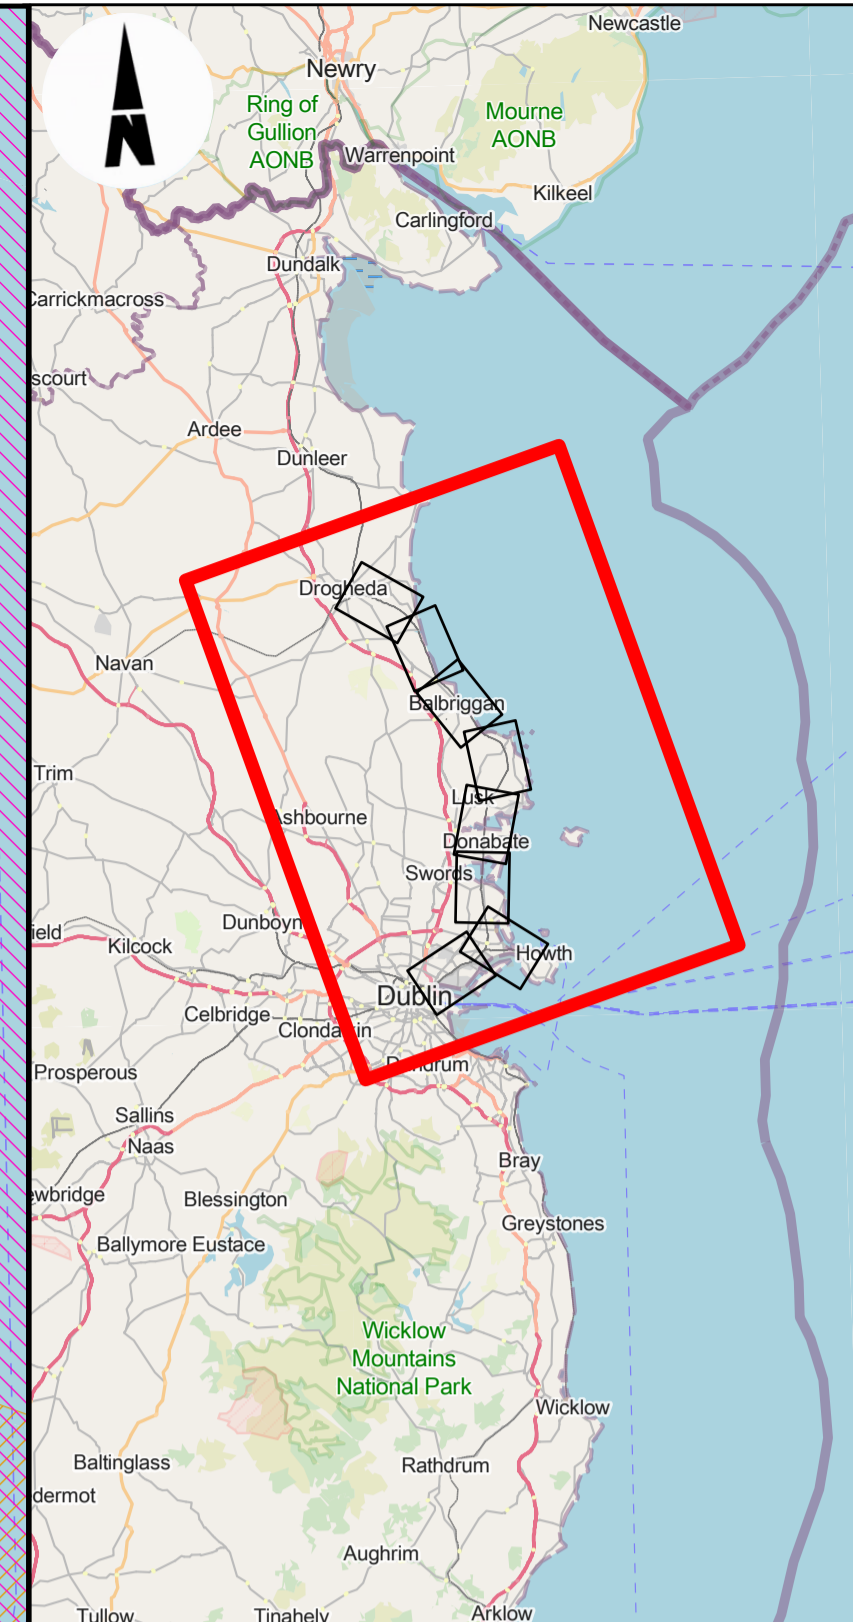 Newcastle
Newry
Ring of
Gullion
AONB
Mourne
AONB
N
Warrenpoint
Kilkeel
Carlingford
Dundalk
Carrickmacross
scourt
Ardee
Dunleer
Drogheda
Navan
Balbriggan
Trim
Lusk
Ashbourne
Donabate
Swords
Dunboyn
ield
Kilcock
Howth
Dublin
Celbridge
Clondalkin
Dundrum
Prosperous
Sallins
Naas
Bray
ewbridge
Blessington
Greystones
Ballymore Eustace
Wicklow
Mountains
National Park
Wicklow
Baltinglass
Rathdrum
dermot
Aughrim
Tullow
Tinahely
Arklow